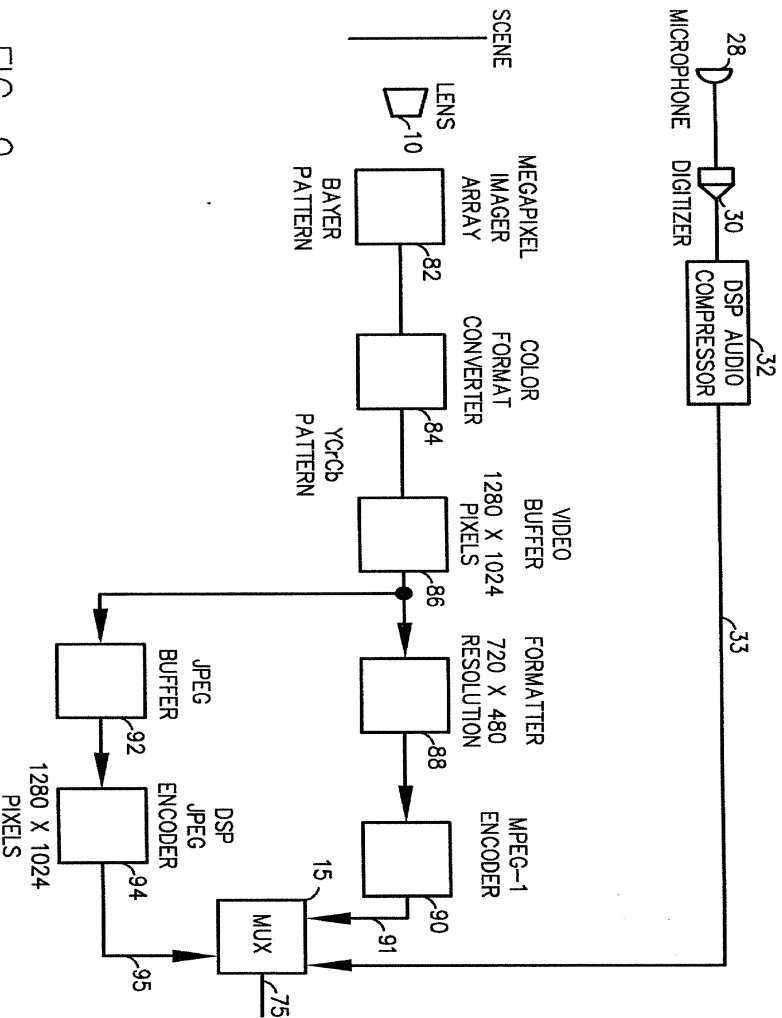 28
MICROPHONE
30
DIGITIZER
32
DSP AUDIO
COMPRESSOR
33
SCENE
LENS
10
MEGAPIXEL
IMAGER
ARRAY
82
BAYER
PATTERN
COLOR
FORMAT
CONVERTER
84
YCrCb
PATTERN
VIDEO
BUFFER
1280 X 1024
PIXELS
86
FORMATTER
720 X 480
RESOLUTION
88
MPEG-1
ENCODER
90
91
JPEG
BUFFER
92
DSP
JPEG
ENCODER
94
1280 X 1024
PIXELS
95
15
MUX
75
FIG.